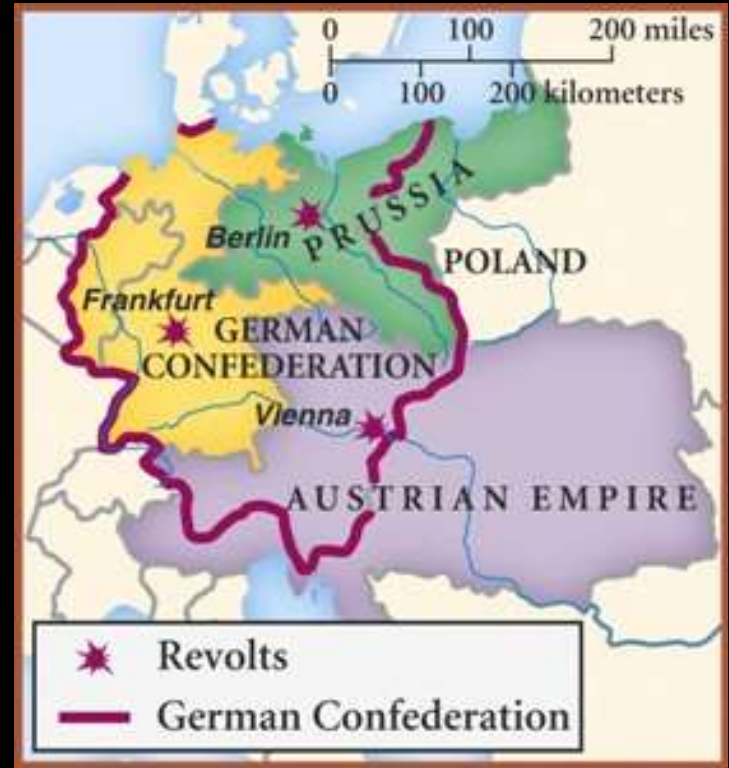 0 100 200 miles
0 100 200 kilometers
PRUSSIA
Berlin
POLAND
Frankfurt
GERMAN
CONFEDERATION
Vienna
AUSTRIAN EMPIRE
Revolts
German Confederation